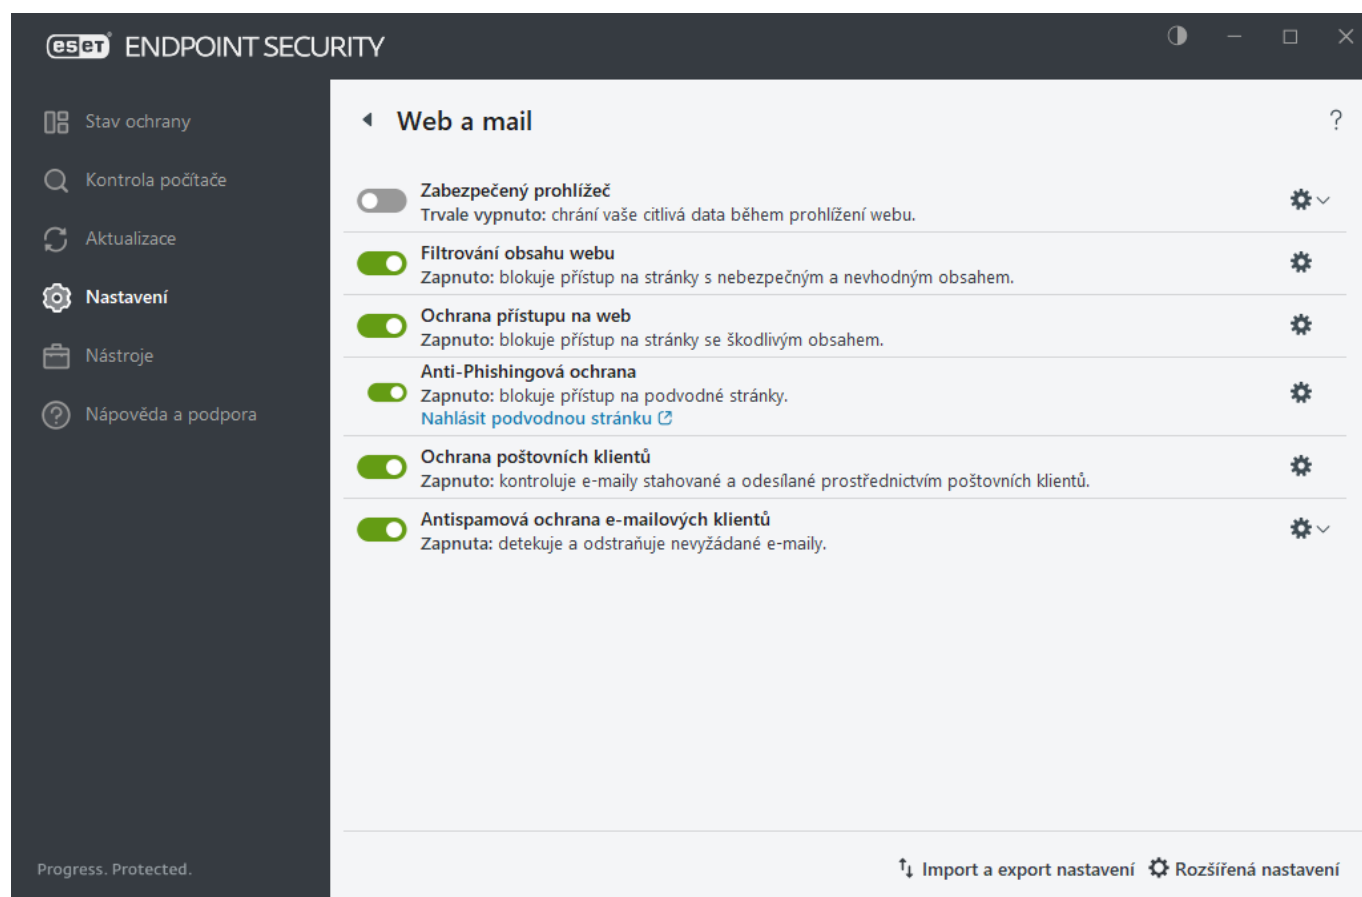 eset ENDPOINT SECURITY
Stav ochrany
Kontrola počítače
Aktualizace
Nastavení
Nástroje
Nápověda a podpora
Progress. Protected.
Web a mail
?
Zabezpečený prohlížeč
Trvale vypnuto: chrání vaše citlivá data během prohlížení webu.
Filtrování obsahu webu
Zapnuto: blokuje přístup na stránky s nebezpečným a nevhodným obsahem.
Ochrana přístupu na web
Zapnuto: blokuje přístup na stránky se škodlivým obsahem.
Anti-Phishingová ochrana
Zapnuto: blokuje přístup na podvodné stránky.
Nahlásit podvodnou stránku
Ochrana poštovních klientů
Zapnuto: kontroluje e-maily stahované a odesílané prostřednictvím poštovních klientů.
Antispamová ochrana e-mailových klientů
Zapnuta: detekuje a odstraňuje nevyžádané e-maily.
Import a export nastavení Rozšířená nastavení